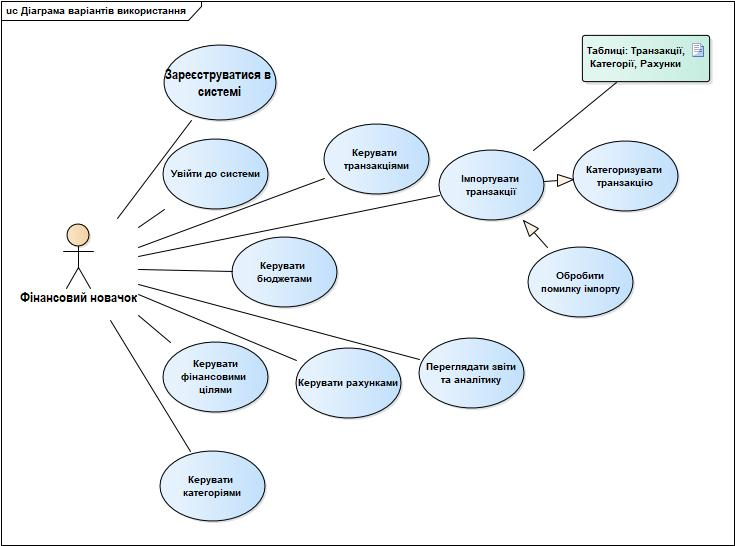 uc Діаграма варіантів використання
Зареєструватися в
системі
Таблиці: Транзакції,
Категорії, Рахунки
Увійти до системи
Керувати
транзакціями
Імпортувати
транзакції
Категоризувати
транзакцію
Фінансовий новачок
Керувати
бюджетами
Обробити
помилку імпорту
Керувати
фінансовими
цілями
Керувати рахунками
Переглядати звіти
та аналітику
Керувати
категоріями